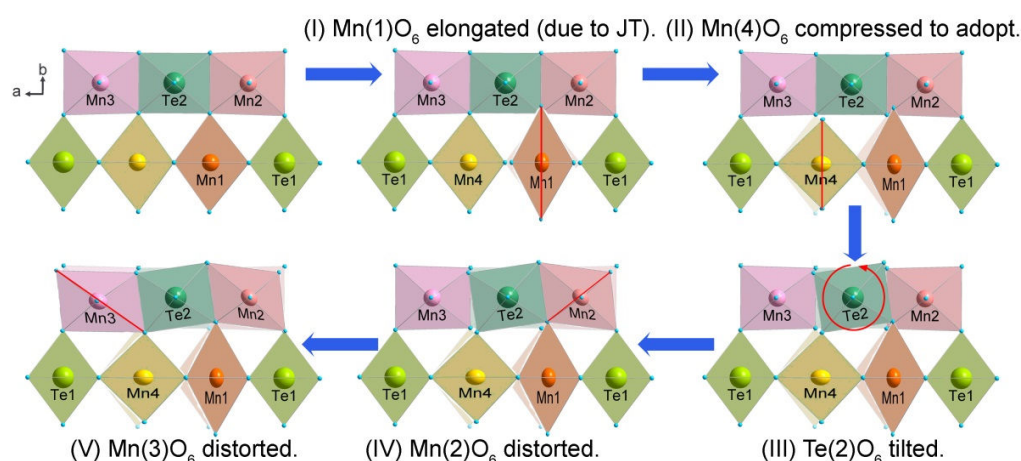 (I) Mn(1)O₆ elongated (due to JT).
(II) Mn(4)O₆ compressed to adopt.
b
a
Mn3 Te2 Mn2
Mn1 Te1
Mn3 Te2 Mn2
Te1 Mn4 Mn1 Te1
Mn3 Te2 Mn2
Te1 Mn4 Mn1 Te1
Mn3 Te2 Mn2
Te1 Mn4 Mn1 Te1
Mn3 Te2 Mn2
Te1 Mn4 Mn1 Te1
Mn3 Te2 Mn2
Te1 Mn4 Mn1 Te1
(V) Mn(3)O₆ distorted.
(IV) Mn(2)O₆ distorted.
(III) Te(2)O₆ tilted.